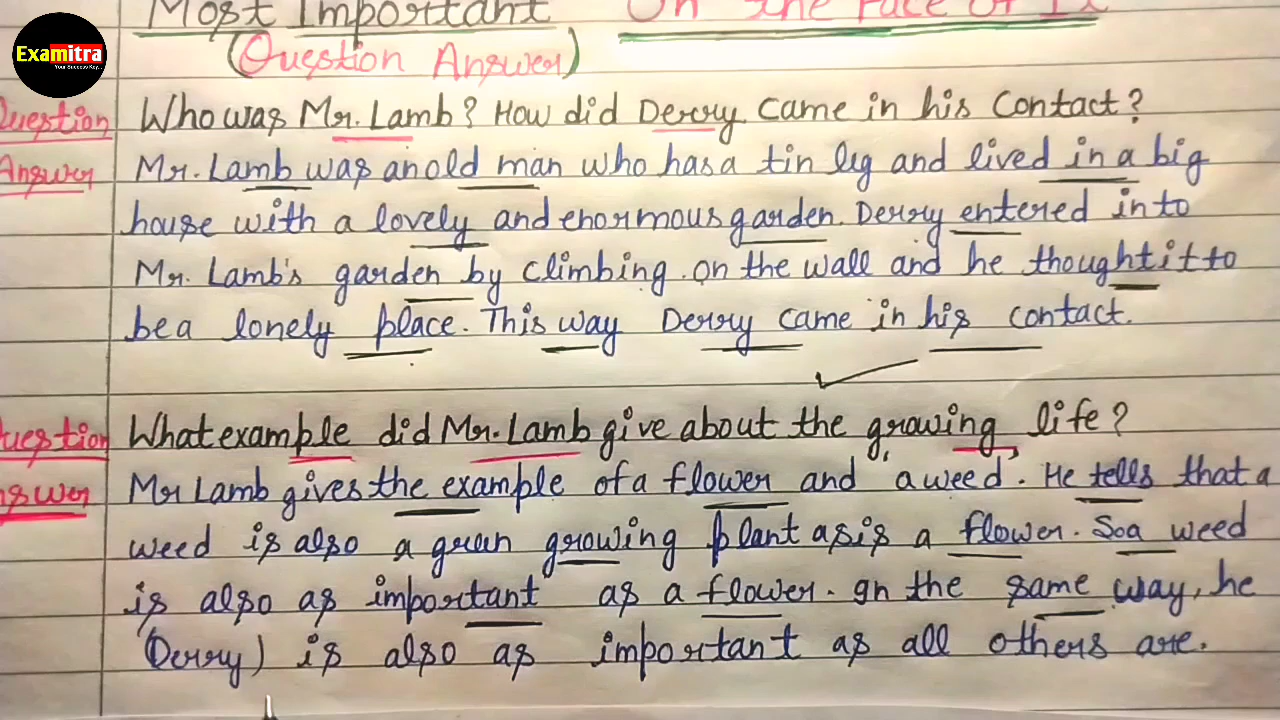 Most Important On the Face of It
(Question Answer)
Examitra
Your Success Key...
Question Who was Mr. Lamb? How did Derry Came in his Contact?
Answer Mr. Lamb was an old man who has a tin leg and lived in a big
house with a lovely and enormous garden. Derry entered into
Mr. Lamb's garden by climbing on the wall and he thought it to
be a lonely place. This way Derry came in his contact.
Question What example did Mr. Lamb give about the growing life?
Answer Mr Lamb gives the example of a flower and 'a weed'. He tells that a
weed is also a green growing plant as is a flower. So a weed
is also as important as a flower. In the same way, he
(Derry) is also as important as all others are.